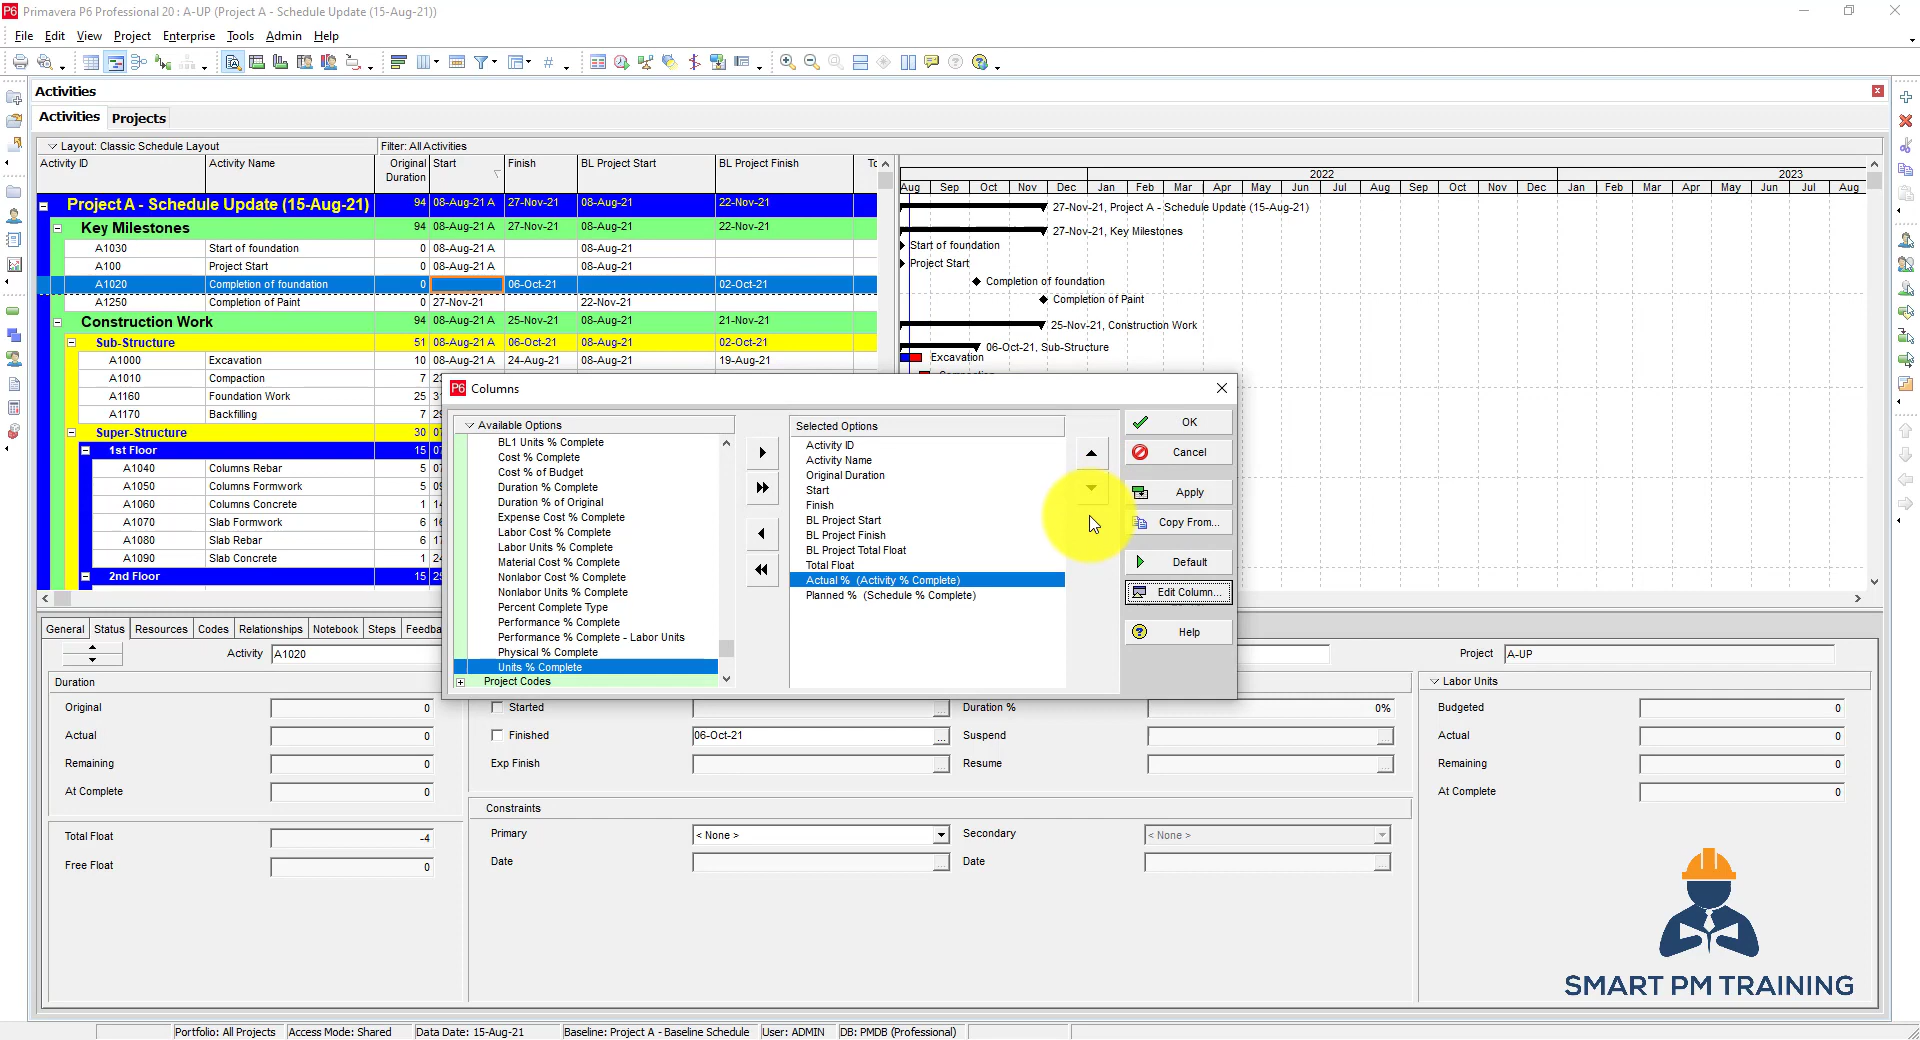 P6 Primavera P6 Professional 20 : A-UP (Project A - Schedule Update (15-Aug-21))
File Edit View Project Enterprise Tools Admin Help
Activities
Activities Projects
Layout: Classic Schedule Layout Filter: All Activities
Activity ID Activity Name Original Duration Start Finish BL Project Start BL Project Finish
2022 2023
Aug Sep Oct Nov Dec Jan Feb Mar Apr May Jun Jul Aug Sep Oct Nov Dec Jan Feb Mar Apr May Jun Jul Aug
Project A - Schedule Update (15-Aug-21) 94 08-Aug-21 A 27-Nov-21 08-Aug-21 22-Nov-21 27-Nov-21, Project A - Schedule Update (15-Aug-21)
Key Milestones 94 08-Aug-21 A 27-Nov-21 08-Aug-21 22-Nov-21 27-Nov-21, Key Milestones
A1030 Start of foundation 0 08-Aug-21 A 08-Aug-21 Start of foundation
A100 Project Start 0 08-Aug-21 A 08-Aug-21 Project Start
A1020 Completion of foundation 0 06-Oct-21 02-Oct-21 Completion of foundation
A1250 Completion of Paint 0 27-Nov-21 22-Nov-21 Completion of Paint
Construction Work 94 08-Aug-21 A 25-Nov-21 08-Aug-21 21-Nov-21 25-Nov-21, Construction Work
Sub-Structure 51 08-Aug-21 A 06-Oct-21 08-Aug-21 02-Oct-21 06-Oct-21, Sub-Structure
A1000 Excavation 10 08-Aug-21 A 24-Aug-21 08-Aug-21 19-Aug-21 Excavation
A1010 Compaction 7
A1160 Foundation Work 25
A1170 Backfilling 7
Super-Structure 30
1st Floor 15
A1040 Columns Rebar 5
A1050 Columns Formwork 5
A1060 Columns Concrete 1
A1070 Slab Formwork 6
A1080 Slab Rebar 6
A1090 Slab Concrete 1
2nd Floor 15
P6 Columns
Available Options
BL1 Units % Complete
Cost % Complete
Cost % of Budget
Duration % Complete
Duration % of Original
Expense Cost % Complete
Labor Cost % Complete
Labor Units % Complete
Material Cost % Complete
Nonlabor Cost % Complete
Nonlabor Units % Complete
Percent Complete Type
Performance % Complete
Performance % Complete - Labor Units
Physical % Complete
Units % Complete
Project Codes
Selected Options
Activity ID
Activity Name
Original Duration
Start
Finish
BL Project Start
BL Project Finish
BL Project Total Float
Total Float
Actual % (Activity % Complete)
Planned % (Schedule % Complete)
OK
Cancel
Apply
Copy From...
Default
Edit Column...
Help
General Status Resources Codes Relationships Notebook Steps
Activity A1020 Project A-UP
Duration
Original 0
Actual 0
Remaining 0
At Complete 0
Total Float -4
Free Float 0
Started Duration % 0%
Finished 06-Oct-21 Suspend
Exp Finish Resume
Constraints
Primary < None > Secondary < None >
Date Date
Labor Units
Budgeted 0
Actual 0
Remaining 0
At Complete 0
SMART PM TRAINING
Portfolio: All Projects Access Mode: Shared Data Date: 15-Aug-21 Baseline: Project A - Baseline Schedule User: ADMIN DB: PMDB (Professional)